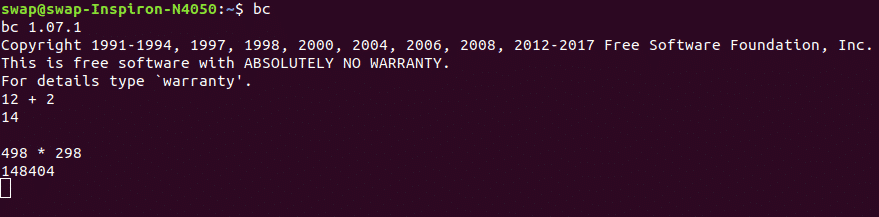 swap@swap-Inspiron-N4050:~$ bc
bc 1.07.1
Copyright 1991-1994, 1997, 1998, 2000, 2004, 2006, 2008, 2012-2017 Free Software Foundation, Inc.
This is free software with ABSOLUTELY NO WARRANTY.
For details type `warranty'.
12 + 2
14
498 * 298
148404